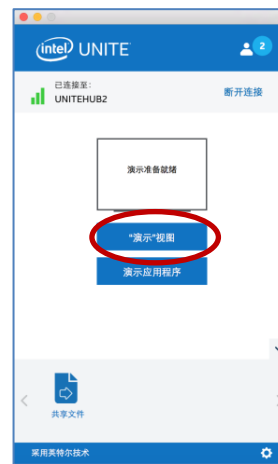 intel UNITE
2
已连接至:
UNITEHUB2
断开连接
演示准备就绪
"演示"视图
演示应用程序
共享文件
采用英特尔技术